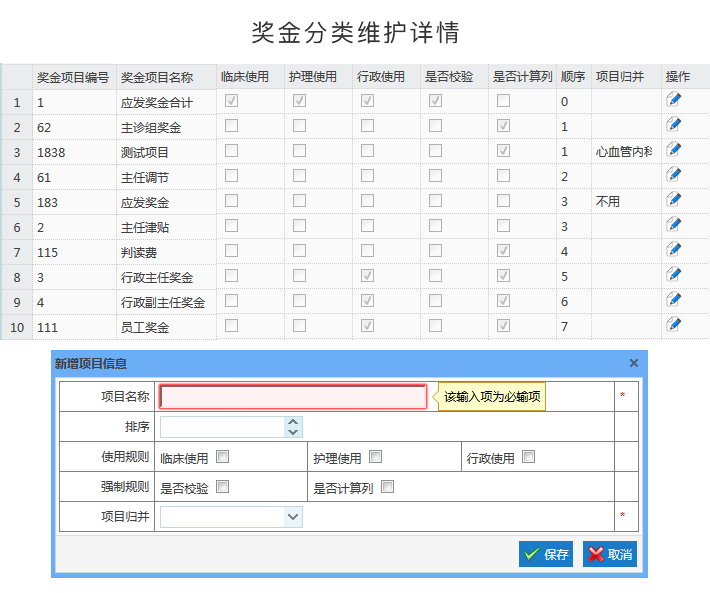 奖金分类维护详情
奖金项目编号 奖金项目名称 临床使用 护理使用 行政使用 是否校验 是否计算列 顺序 项目归并 操作
1 1 应发奖金合计 0
2 62 主诊组奖金 1
3 1838 测试项目 1 心血管内科
4 61 主任调节 2
5 183 应发奖金 3 不用
6 2 主任津贴 3
7 115 判读费 4
8 3 行政主任奖金 5
9 4 行政副主任奖金 6
10 111 员工奖金 7
新增项目信息 ×
项目名称 该输入项为必输项 *
排序
使用规则 临床使用 护理使用 行政使用
强制规则 是否校验 是否计算列
项目归并 *
保存 取消